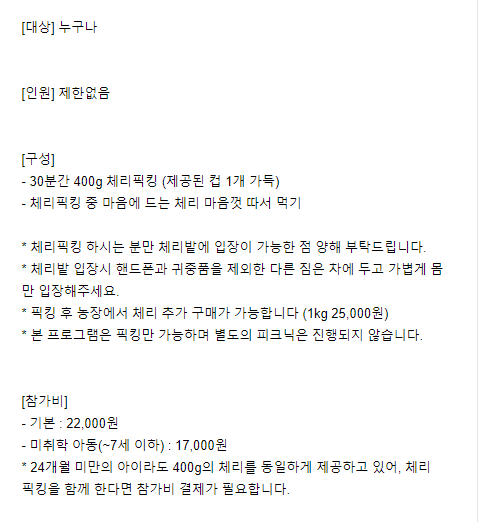 [대상] 누구나
[인원] 제한없음
[구성]
- 30분간 400g 체리픽킹 (제공된 컵 1개 가득)
- 체리픽킹 중 마음에 드는 체리 마음껏 따서 먹기
* 체리픽킹 하시는 분만 체리밭에 입장이 가능한 점 양해 부탁드립니다.
* 체리밭 입장시 핸드폰과 귀중품을 제외한 다른 짐은 차에 두고 가볍게 몸
만 입장해주세요.
* 픽킹 후 농장에서 체리 추가 구매가 가능합니다 (1kg 25,000원)
* 본 프로그램은 픽킹만 가능하며 별도의 피크닉은 진행되지 않습니다.
[참가비]
- 기본 : 22,000원
- 미취학 아동(~7세 이하) : 17,000원
* 24개월 미만의 아이라도 400g의 체리를 동일하게 제공하고 있어, 체리
픽킹을 함께 한다면 참가비 결제가 필요합니다.